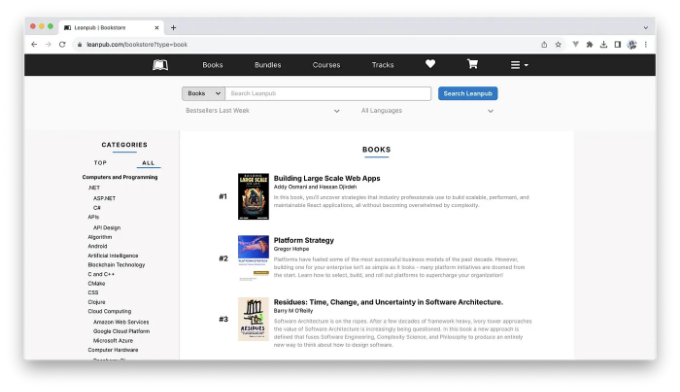 Leanpub | Bookstore
leanpub.com/bookstore?type=book
Books Bundles Courses Tracks
Books Search Leanpub Search Leanpub
Bestsellers Last Week All Languages
CATEGORIES
TOP ALL
Computers and Programming
.NET
ASP.NET
C#
APIs
API Design
Algorithm
Android
Artificial Intelligence
Blockchain Technology
C and C++
CMake
CSS
Clojure
Cloud Computing
Amazon Web Services
Google Cloud Platform
Microsoft Azure
Computer Hardware
BOOKS
#1
LARGE SCALE
Building Large Scale Web Apps
Addy Osmani and Hassan Djirdeh
In this book, you'll uncover strategies that industry professionals use to build scalable, performant, and
maintainable React applications, all without becoming overwhelmed by complexity.
#2
Platform Strategy
Gregor Hohpe
Platforms have fueled some of the most successful business models of the past decade. However,
building one for your enterprise isn't as simple as it looks - many platform initiatives are doomed from
the start. Learn how to select, build, and roll out platforms to supercharge your organization!
#3
RESIDUES
Residues: Time, Change, and Uncertainty in Software Architecture.
Barry M O'Reilly
Software Architecture is on the ropes. After a few decades of framework heavy, ivory tower approaches
the value of Software Architecture is increasingly being questioned. In this book a new approach is
defined that fuses Software Engineering, Complexity Science, and Philosophy to produce an entirely
new way to think about how to design software.